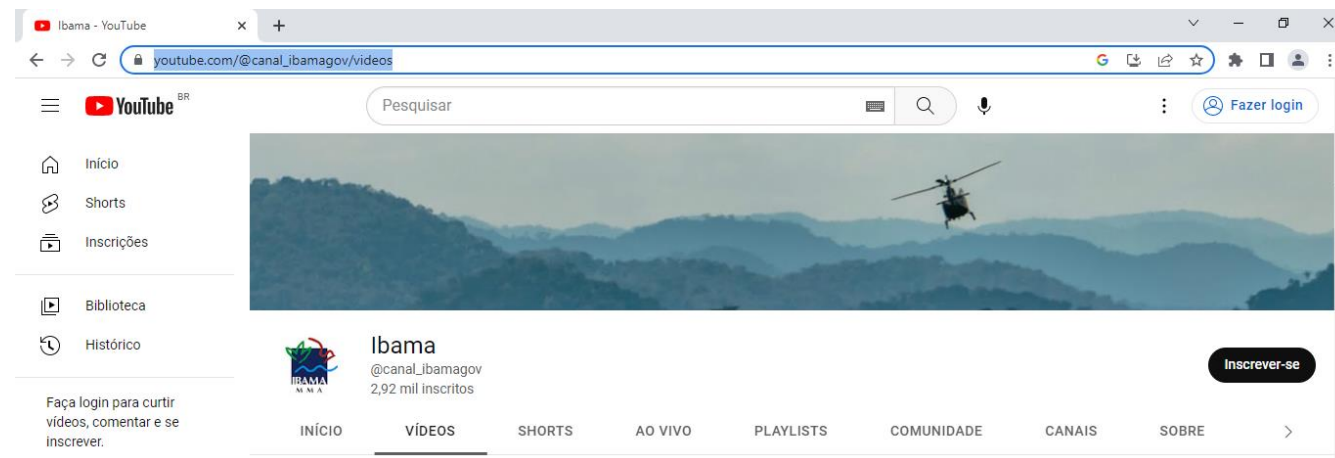 Ibama - YouTube
youtube.com/@canal_ibamagov/videos
YouTube BR
Pesquisar
Fazer login
Início
Shorts
Inscrições
Biblioteca
Histórico
Faça login para curtir
vídeos, comentar e se
inscrever.
IBAMA
M M A
Ibama
@canal_ibamagov
2,92 mil inscritos
Inscrever-se
INÍCIO VÍDEOS SHORTS AO VIVO PLAYLISTS COMUNIDADE CANAIS SOBRE